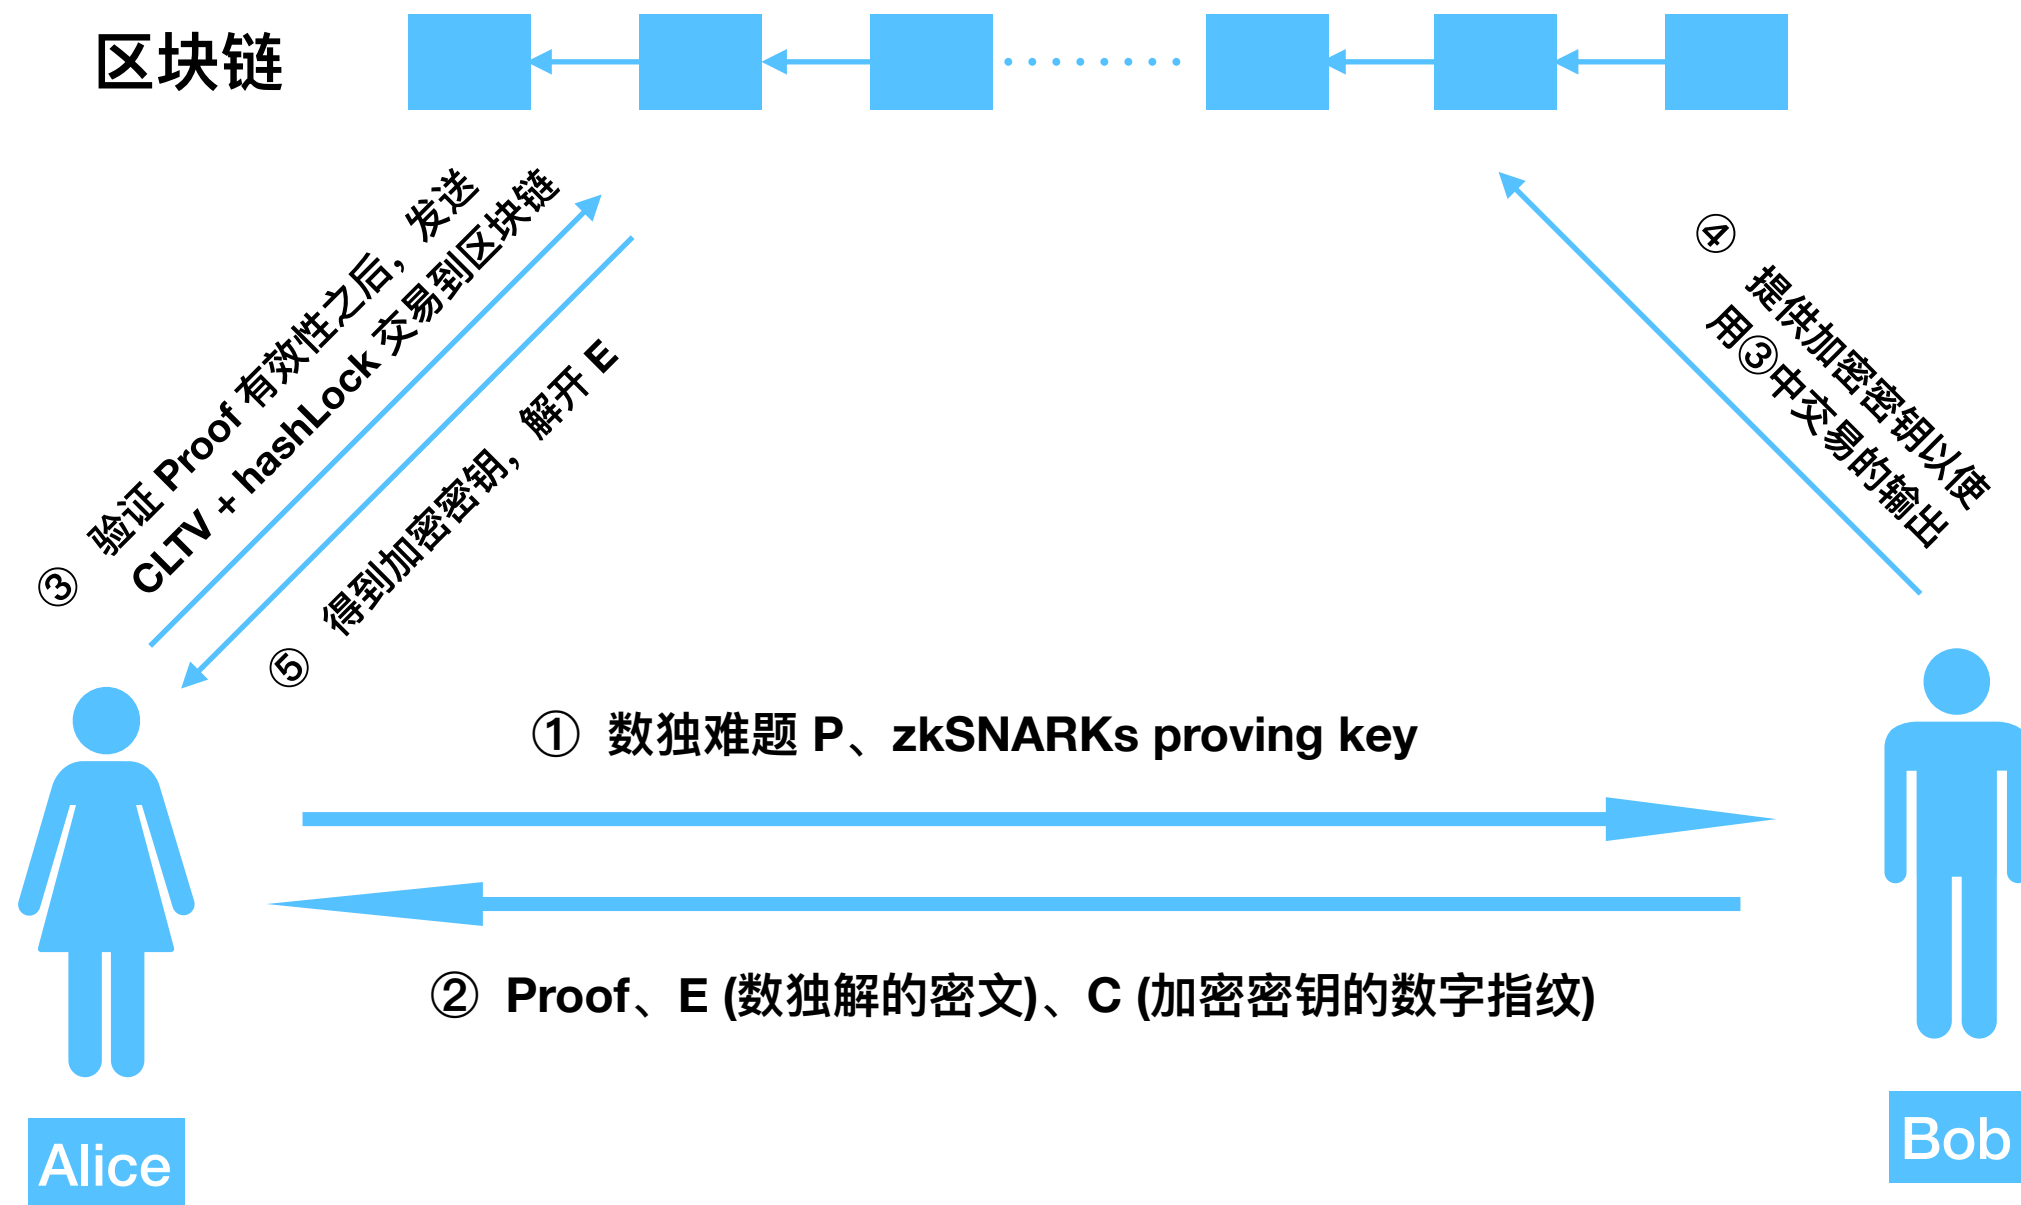 区块链
③ 验证 Proof 有效性之后，发送
CLTV + hashLock 交易到区块链
⑤ 得到加密密钥，解开 E
④ 提供加密密钥以使
用③中交易的输出
① 数独难题 P、zkSNARKs proving key
② Proof、E (数独解的密文)、C (加密密钥的数字指纹)
Alice
Bob